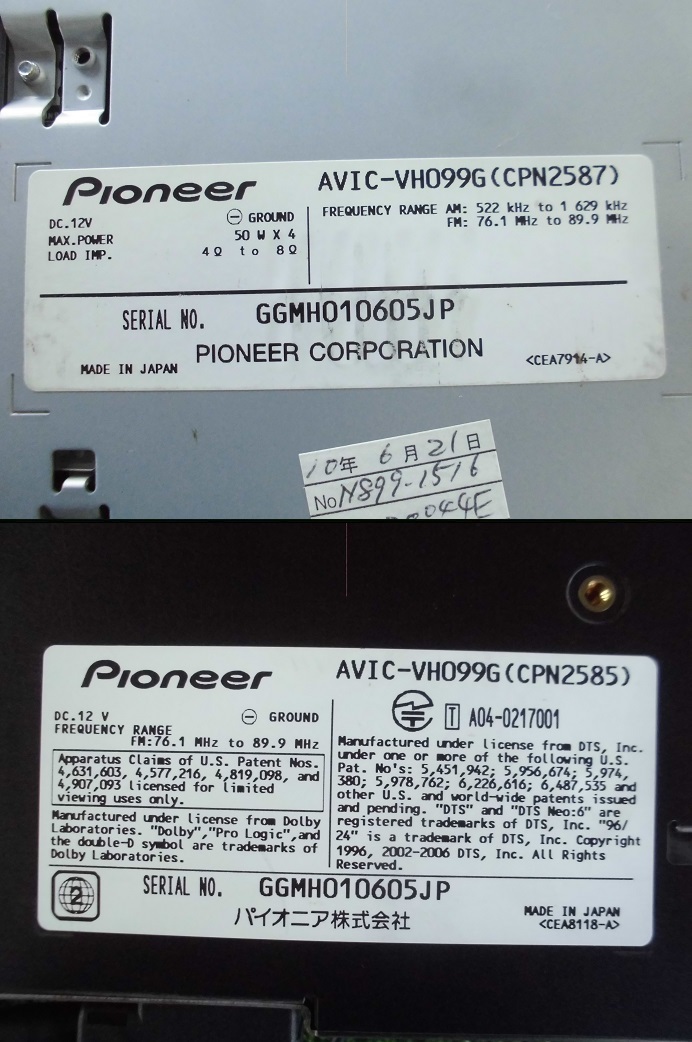 Pioneer
AVIC-VH099G(CPN2587)
DC.12V
⊖ GROUND
MAX.POWER
50 W X 4
LOAD IMP.
4Ω to 8Ω
FREQUENCY RANGE AM: 522 kHz to 1 629 kHz
FM: 76.1 MHz to 89.9 MHz
SERIAL NO. GGMH010605JP
MADE IN JAPAN
PIONEER CORPORATION
<CEA7914-A>
10年 6月21日
No NS99-1516
044E
Pioneer
AVIC-VH099G(CPN2585)
DC.12 V
⊖ GROUND
FREQUENCY RANGE
FM:76.1 MHz to 89.9 MHz
Apparatus Claims of U.S. Patent Nos.
4,631,603, 4,577,216, 4,819,098, and
4,907,093 licensed for limited
viewing uses only.
Manufactured under license from Dolby
Laboratories. "Dolby","Pro Logic",and
the double-D symbol are trademarks of
Dolby Laboratories.
T A04-0217001
Manufactured under license from DTS, Inc.
under one or more of the following U.S.
Pat. No's: 5,451,942; 5,956,674; 5,974,
380; 5,978,762; 6,226,616; 6,487,535 and
other U.S. and world-wide patents issued
and pending. "DTS" and "DTS Neo:6" are
registered trademarks of DTS, Inc. "96/
24" is a trademark of DTS, Inc. Copyright
1996, 2002-2006 DTS, Inc. All Rights
Reserved.
2
SERIAL NO. GGMH010605JP
パイオニア株式会社
MADE IN JAPAN
<CEA8118-A>